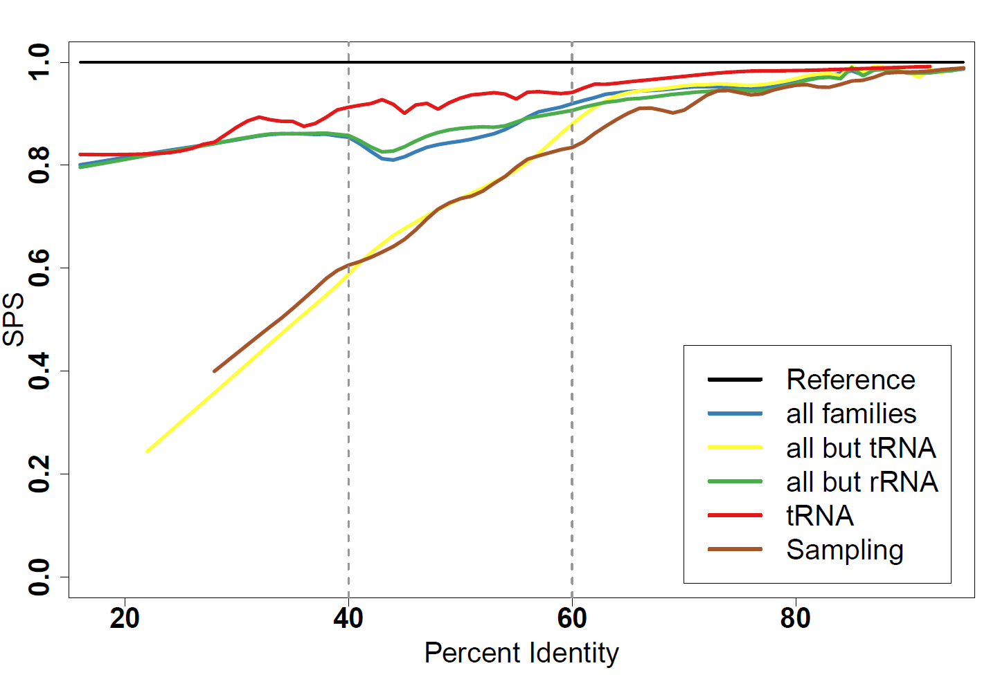 1.0
0.8
0.6
0.4
0.2
0.0
SPS
20 40 60 80
Percent Identity
Reference
all families
all but tRNA
all but rRNA
tRNA
Sampling